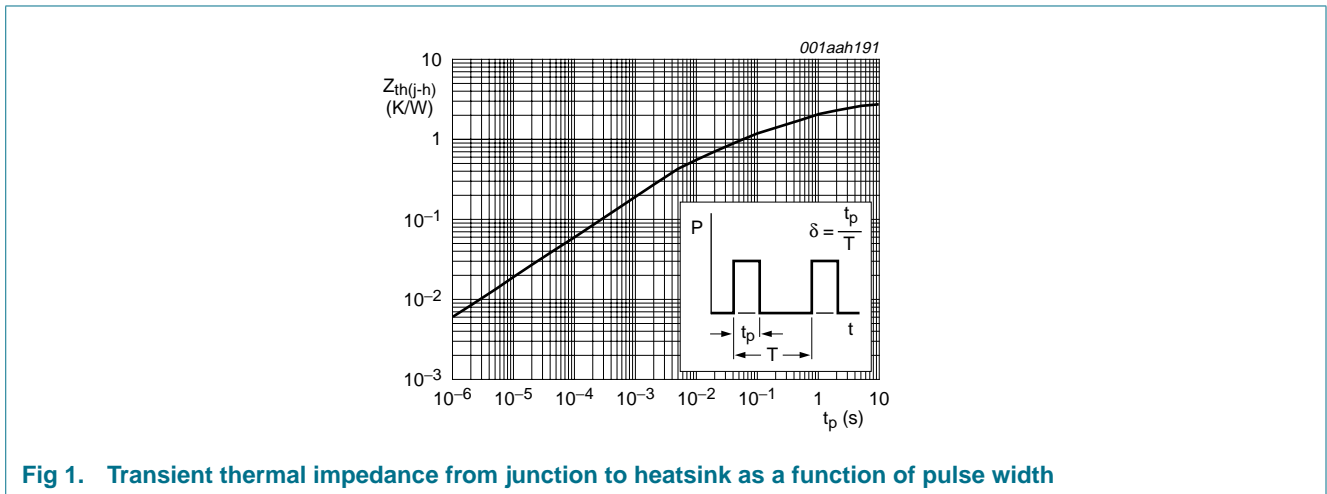 001aah191
10
Zth(j-h)
(K/W)
1
10−1
10−2
10−3
10−6 10−5 10−4 10−3 10−2 10−1 1 10
tp (s)
P
δ = tp/T
tp
t
T
Fig 1. Transient thermal impedance from junction to heatsink as a function of pulse width